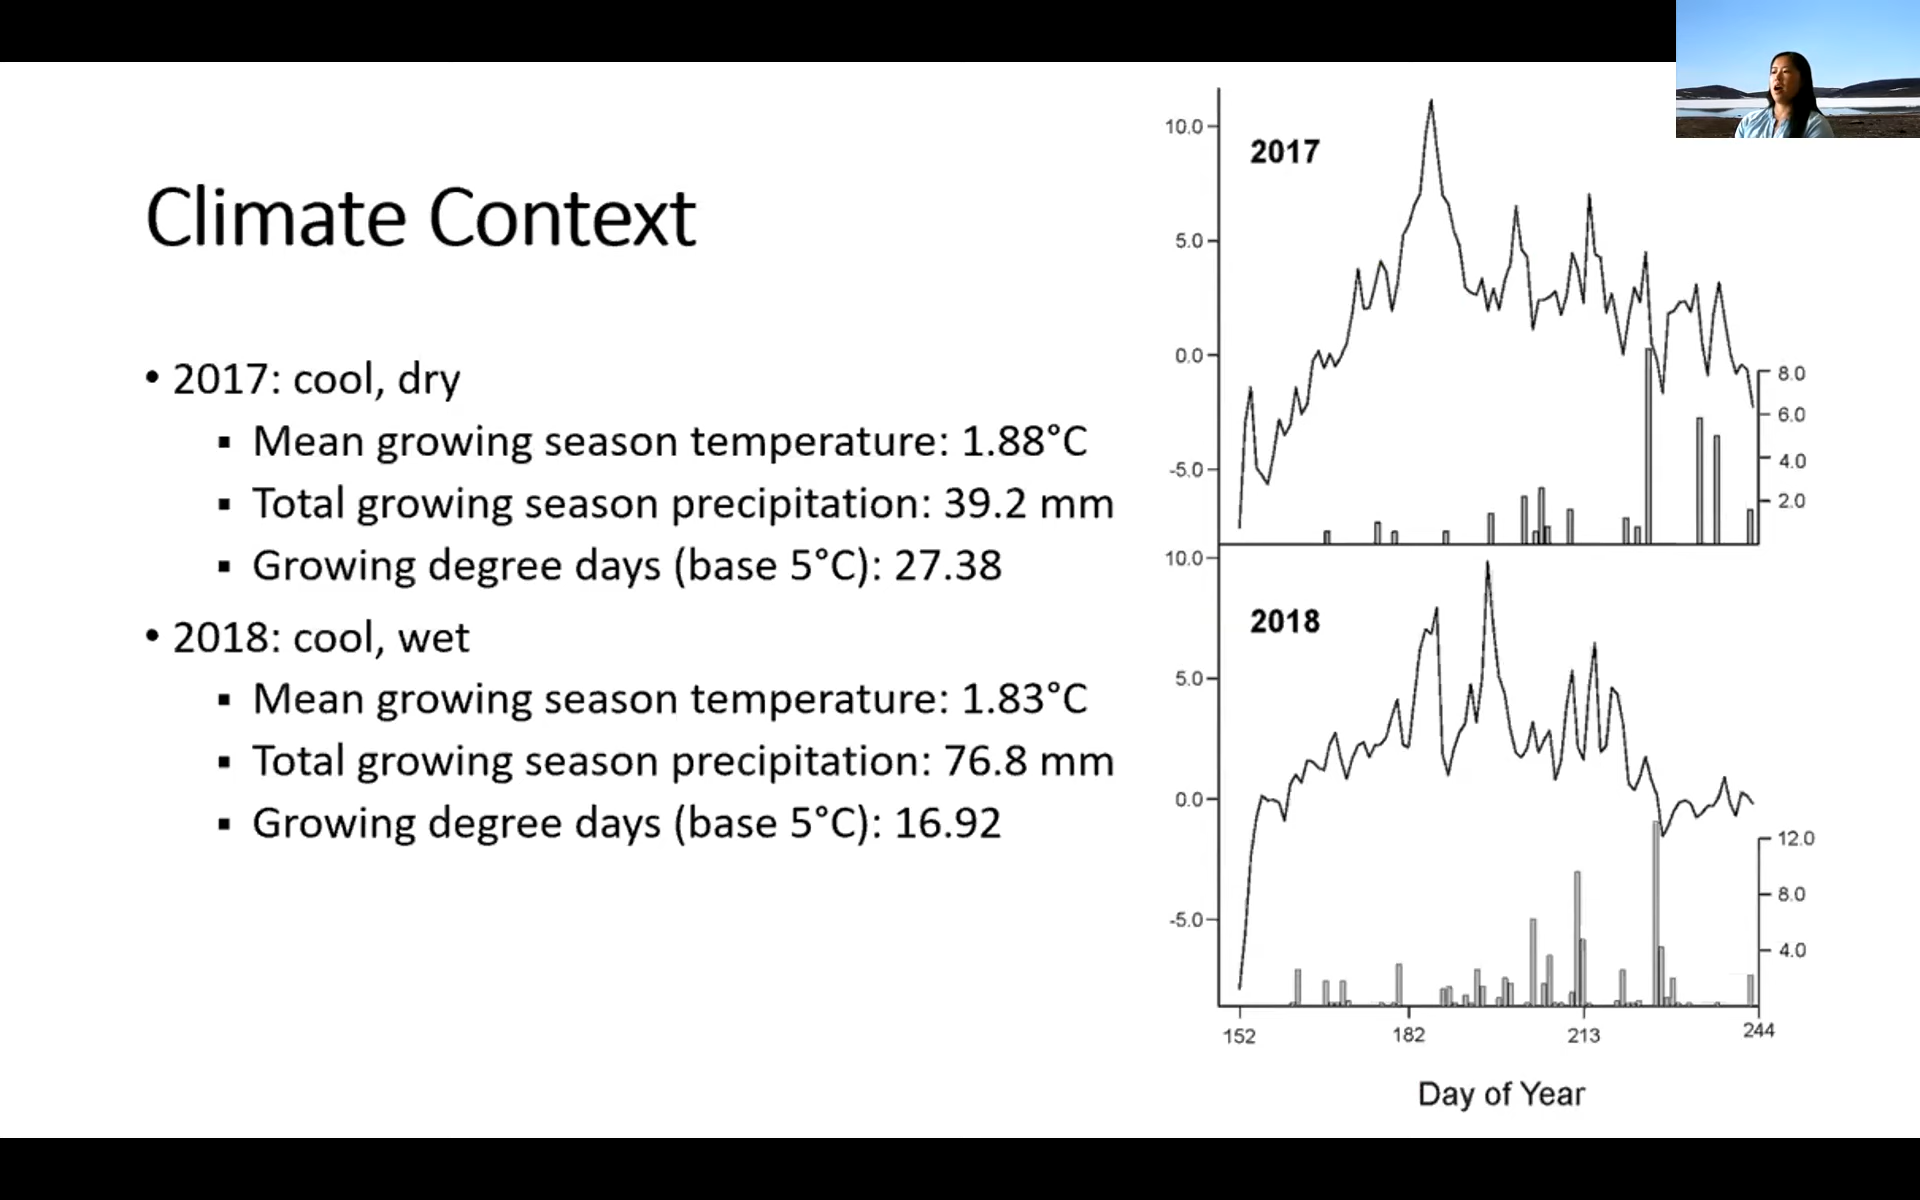 Climate Context
• 2017: cool, dry
▪ Mean growing season temperature: 1.88°C
▪ Total growing season precipitation: 39.2 mm
▪ Growing degree days (base 5°C): 27.38
• 2018: cool, wet
▪ Mean growing season temperature: 1.83°C
▪ Total growing season precipitation: 76.8 mm
▪ Growing degree days (base 5°C): 16.92
2017
10.0
5.0
0.0
-5.0
8.0
6.0
4.0
2.0
2018
10.0
5.0
0.0
-5.0
12.0
8.0
4.0
152 182 213 244
Day of Year